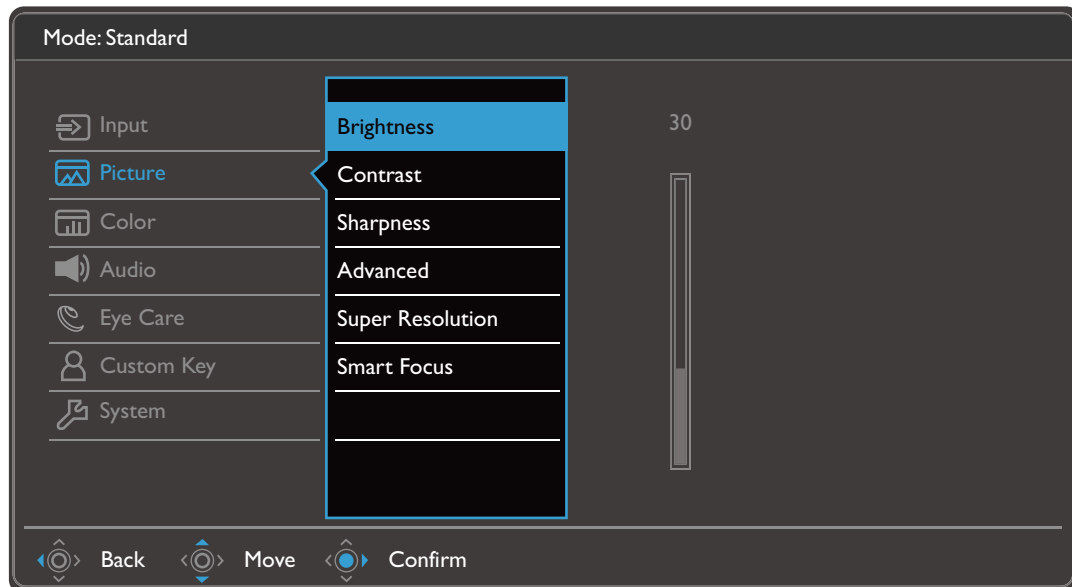 Mode: Standard
Input
Picture
Color
Audio
Eye Care
Custom Key
System
Brightness
Contrast
Sharpness
Advanced
Super Resolution
Smart Focus
30
Back Move Confirm